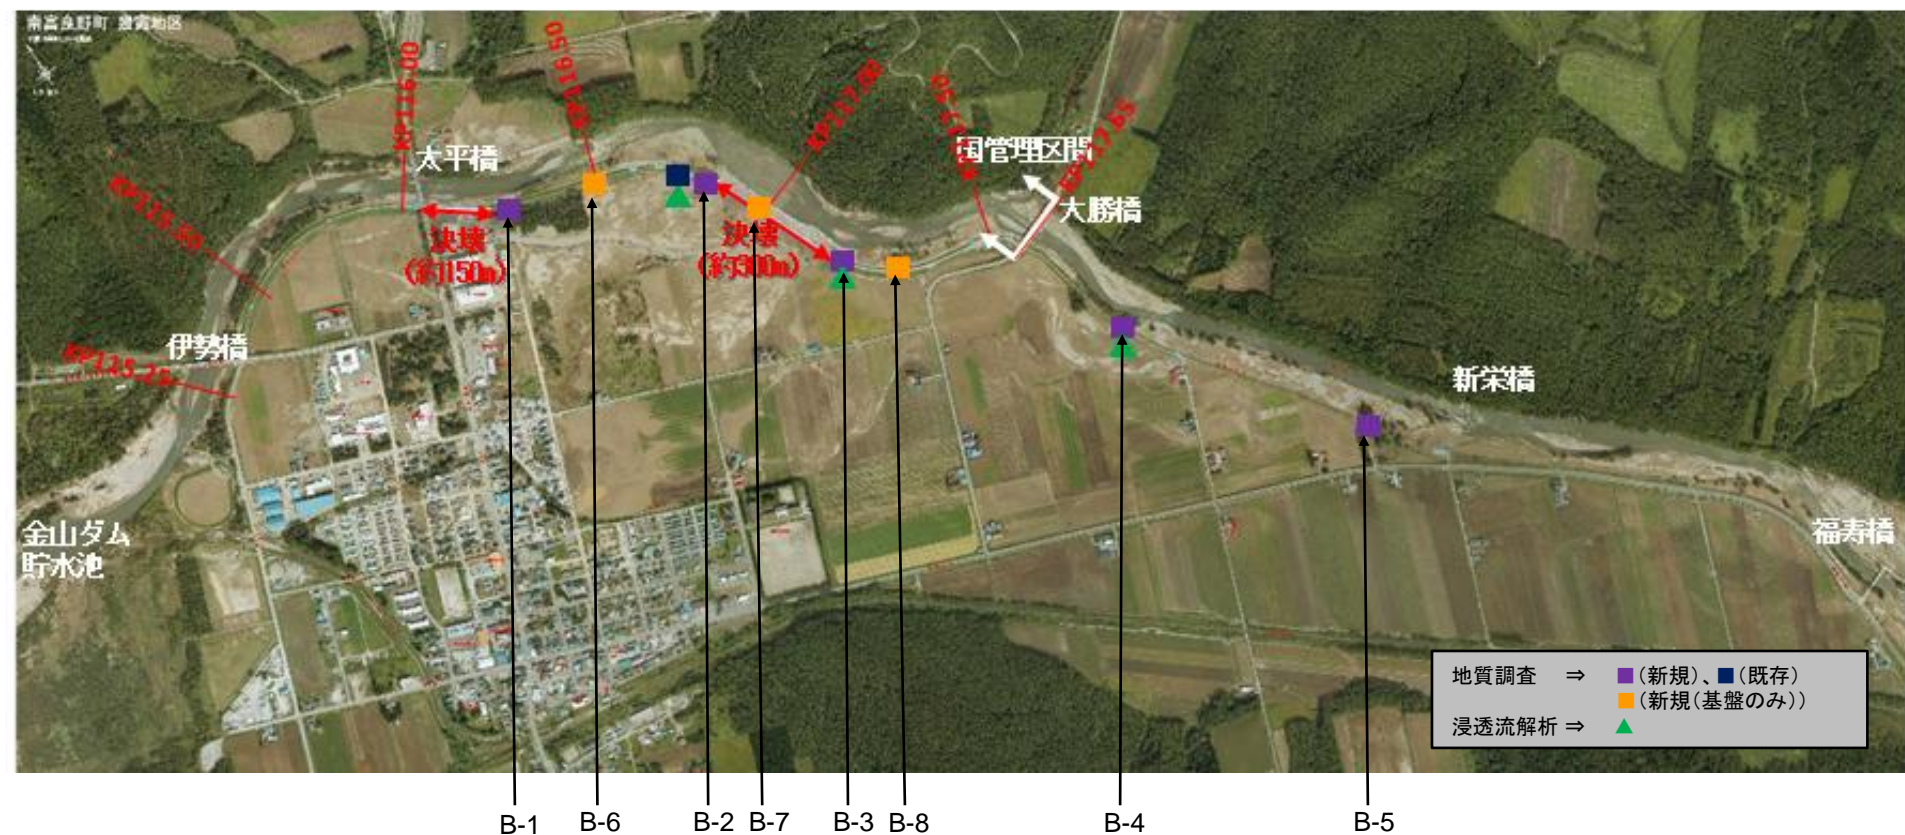 南富良野町 幾寅地区
KP116.00
KP116.50
KP117.00
KP117.65
太平橋
国管理区間
大勝橋
KP115.50
決壊
(約150m)
決壊
(約300m)
伊勢橋
KP115.25
新栄橋
金山ダム
貯水池
福寿橋
地質調査 ⇒ ■(新規)、■(既存)
■(新規(基盤のみ))
浸透流解析⇒ ▲
B-1
B-6
B-2
B-7
B-3
B-8
B-4
B-5